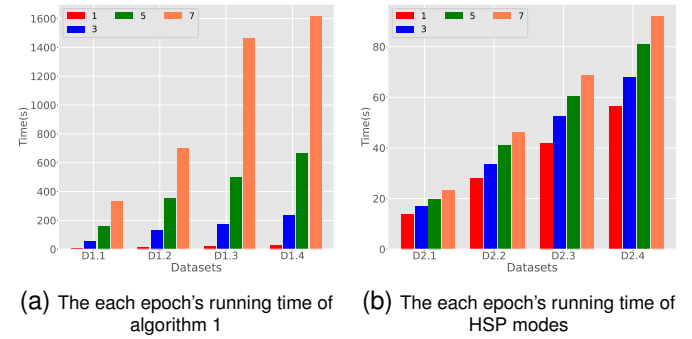 1 5 7
3
1600
1400
1200
1000
800
600
400
200
0
Time(s)
D1.1 D1.2 D1.3 D1.4
Datasets
(a) The each epoch's running time of
algorithm 1
1 5 7
3
80
60
40
20
0
Time(s)
D2.1 D2.2 D2.3 D2.4
Datasets
(b) The each epoch's running time of
HSP modes